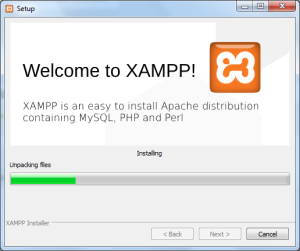 Setup
Welcome to XAMPP!
XAMPP is an easy to install Apache distribution
containing MySQL, PHP and Perl
Installing
Unpacking files
XAMPP Installer
< Back
Next >
Cancel